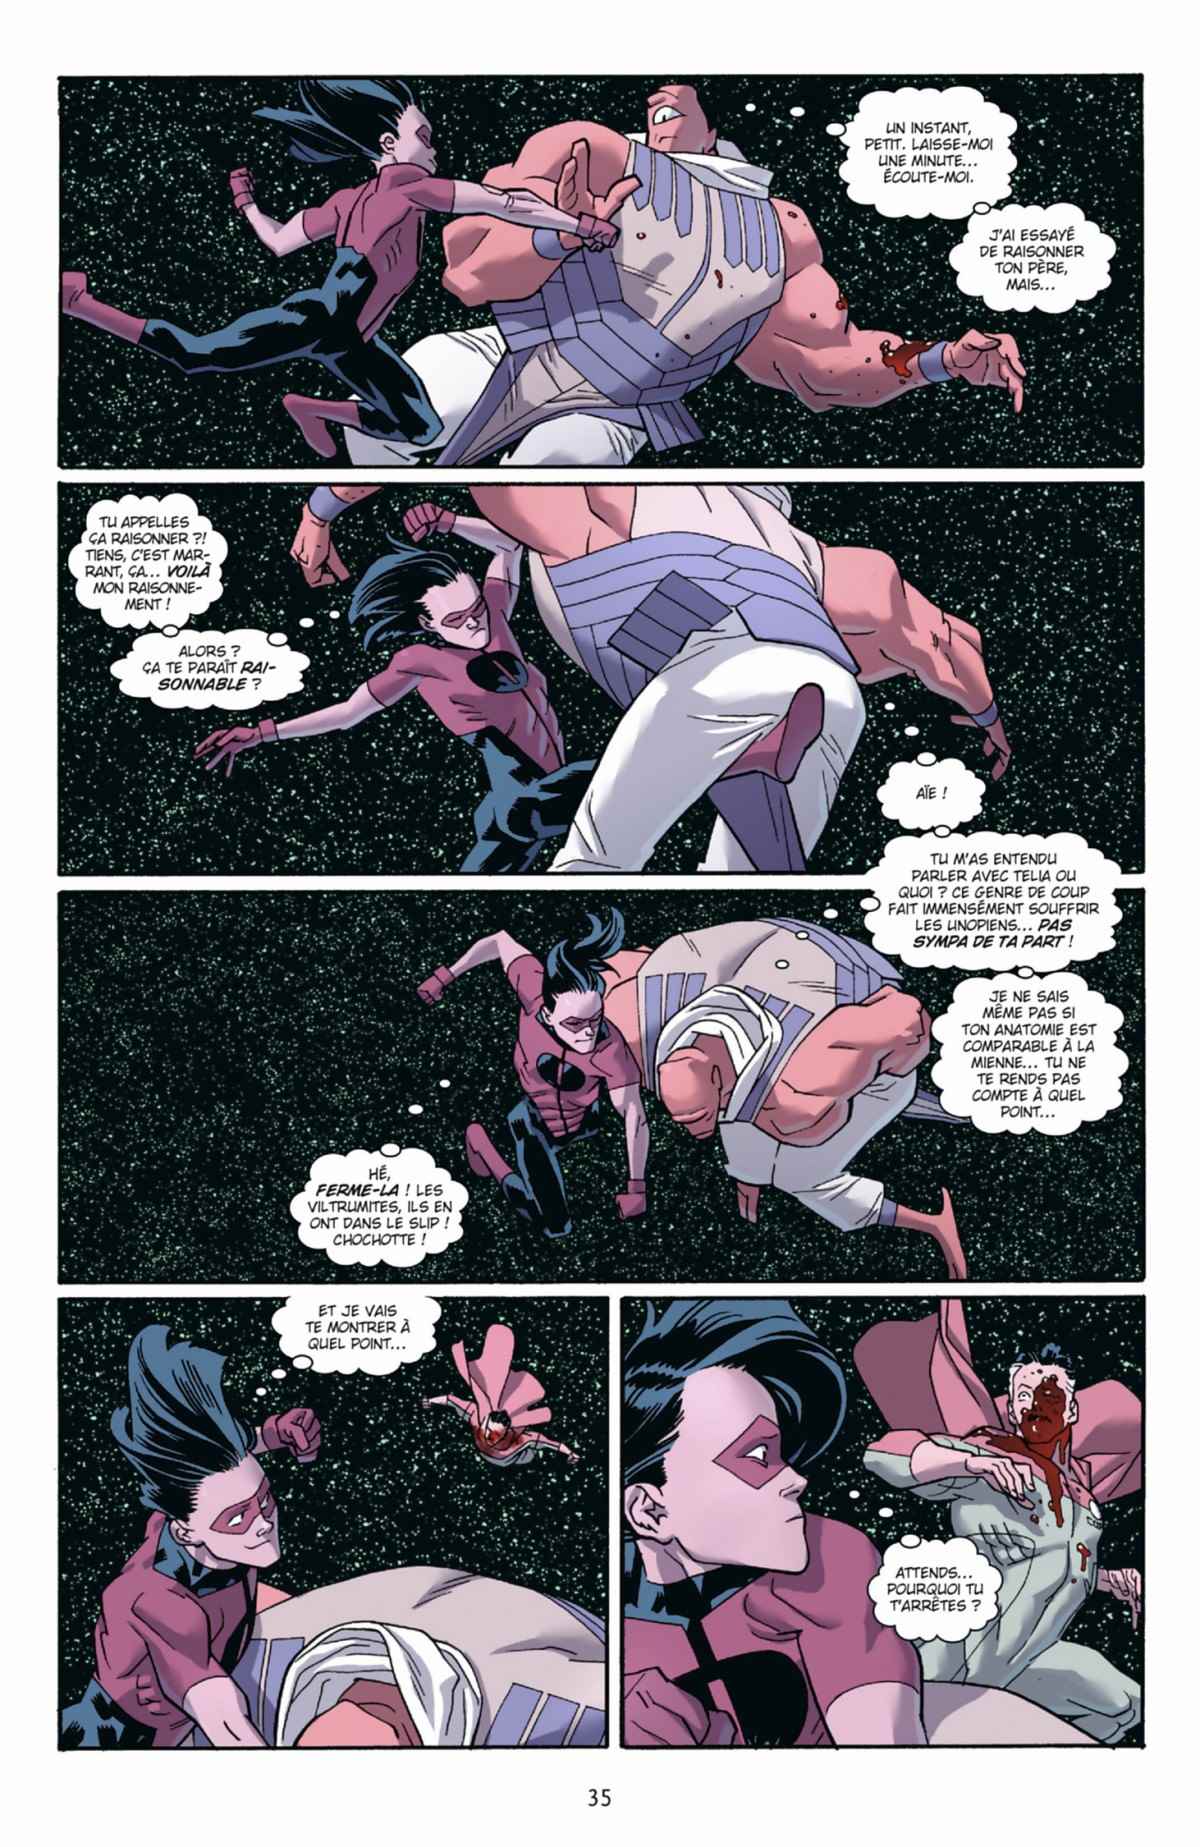 UN INSTANT,
PETIT. LAISSE-MOI
UNE MINUTE...
ÉCOUTE-MOI.
J'AI ESSAYÉ
DE RAISONNER
TON PÈRE,
MAIS...
TU APPELLES
ÇA RAISONNER ?!
TIENS, C'EST MAR-
RANT, ÇA... VOILÀ
MON RAISONNE-
MENT !
ALORS ?
ÇA TE PARAÎT RAI-
SONNABLE ?
AÏE !
TU M'AS ENTENDU
PARLER AVEC TELIA OU
QUOI ? CE GENRE DE COUP
FAIT IMMENSÉMENT SOUFFRIR
LES UNOPIENS... PAS
SYMPA DE TA PART !
JE NE SAIS
MÊME PAS SI
TON ANATOMIE EST
COMPARABLE À LA
MIENNE... TU NE
TE RENDS PAS
COMPTE À QUEL
POINT...
HÉ,
FERME-LA ! LES
VILTRUMITES, ILS EN
ONT DANS LE SLIP !
CHOCHOTTE !
ET JE VAIS
TE MONTRER À
QUEL POINT...
ATTENDS...
POURQUOI TU
T'ARRÊTES ?
35